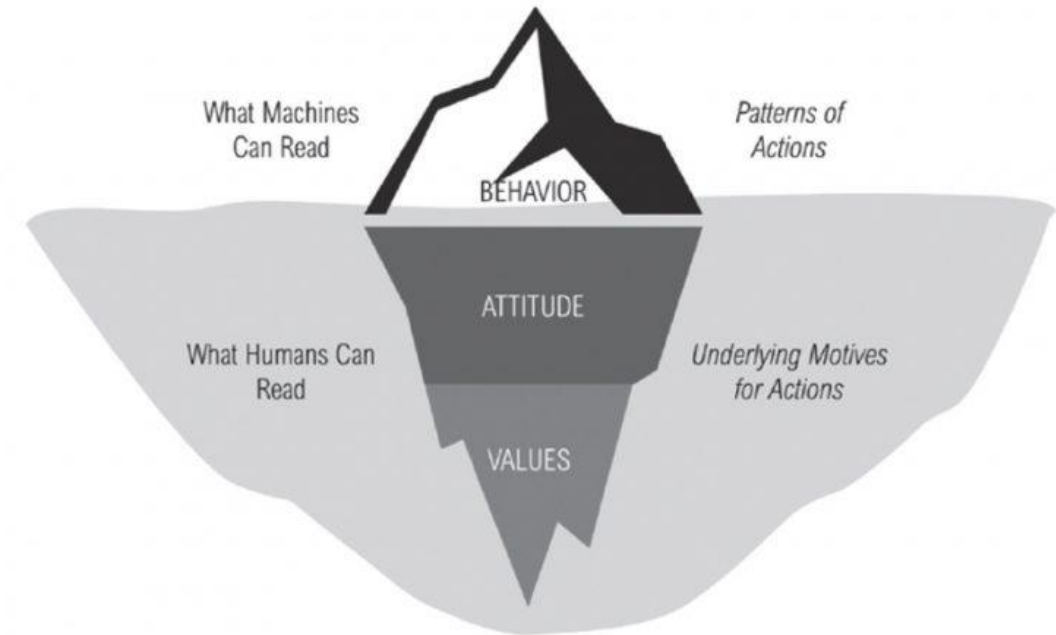 What Machines
Can Read
Patterns of
Actions
BEHAVIOR
ATTITUDE
What Humans Can
Read
Underlying Motives
for Actions
VALUES